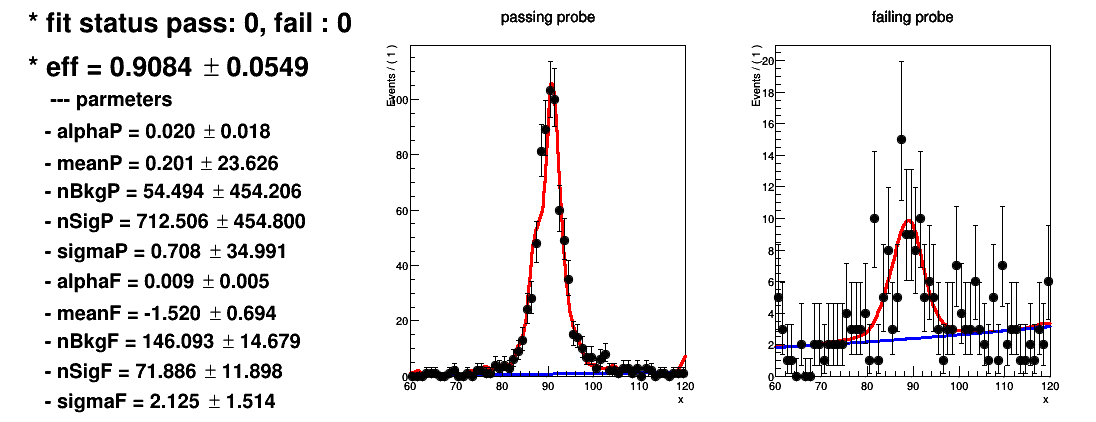 * fit status pass: 0, fail : 0
* eff = 0.9084 ± 0.0549
--- parmeters
- alphaP = 0.020 ± 0.018
- meanP = 0.201 ± 23.626
- nBkgP = 54.494 ± 454.206
- nSigP = 712.506 ± 454.800
- sigmaP = 0.708 ± 34.991
- alphaF = 0.009 ± 0.005
- meanF = -1.520 ± 0.694
- nBkgF = 146.093 ± 14.679
- nSigF = 71.886 ± 11.898
- sigmaF = 2.125 ± 1.514
passing probe
Events / ( 1 )
100
80
60
40
20
0
60 70 80 90 100 110 120
x
failing probe
Events / ( 1 )
20
18
16
14
12
10
8
6
4
2
0
60 70 80 90 100 110 120
x